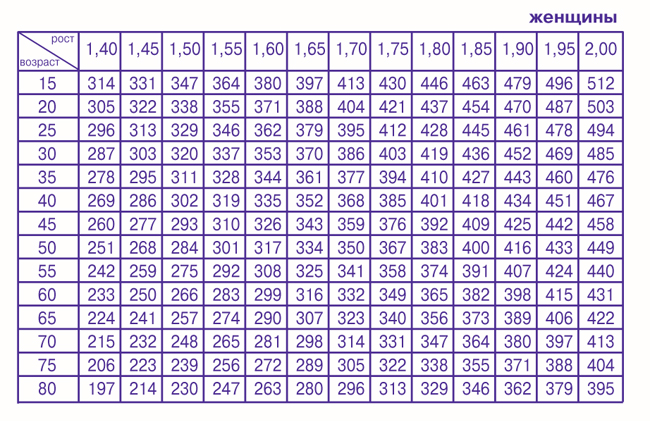 женщины
рост 1,40 1,45 1,50 1,55 1,60 1,65 1,70 1,75 1,80 1,85 1,90 1,95 2,00
возраст
15 314 331 347 364 380 397 413 430 446 463 479 496 512
20 305 322 338 355 371 388 404 421 437 454 470 487 503
25 296 313 329 346 362 379 395 412 428 445 461 478 494
30 287 303 320 337 353 370 386 403 419 436 452 469 485
35 278 295 311 328 344 361 377 394 410 427 443 460 476
40 269 286 302 319 335 352 368 385 401 418 434 451 467
45 260 277 293 310 326 343 359 376 392 409 425 442 458
50 251 268 284 301 317 334 350 367 383 400 416 433 449
55 242 259 275 292 308 325 341 358 374 391 407 424 440
60 233 250 266 283 299 316 332 349 365 382 398 415 431
65 224 241 257 274 290 307 323 340 356 373 389 406 422
70 215 232 248 265 281 298 314 331 347 364 380 397 413
75 206 223 239 256 272 289 305 322 338 355 371 388 404
80 197 214 230 247 263 280 296 313 329 346 362 379 395